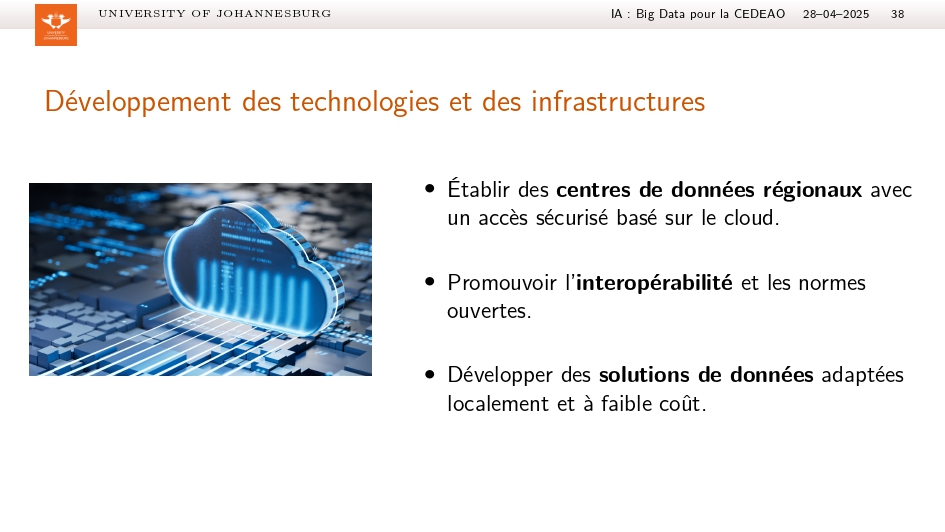 UNIVERSITY OF JOHANNESBURG
IA : Big Data pour la CEDEAO 28–04–2025 38
UNIVERSITY
JOHANNESBURG
Développement des technologies et des infrastructures
• Établir des centres de données régionaux avec
un accès sécurisé basé sur le cloud.
• Promouvoir l'interopérabilité et les normes
ouvertes.
• Développer des solutions de données adaptées
localement et à faible coût.